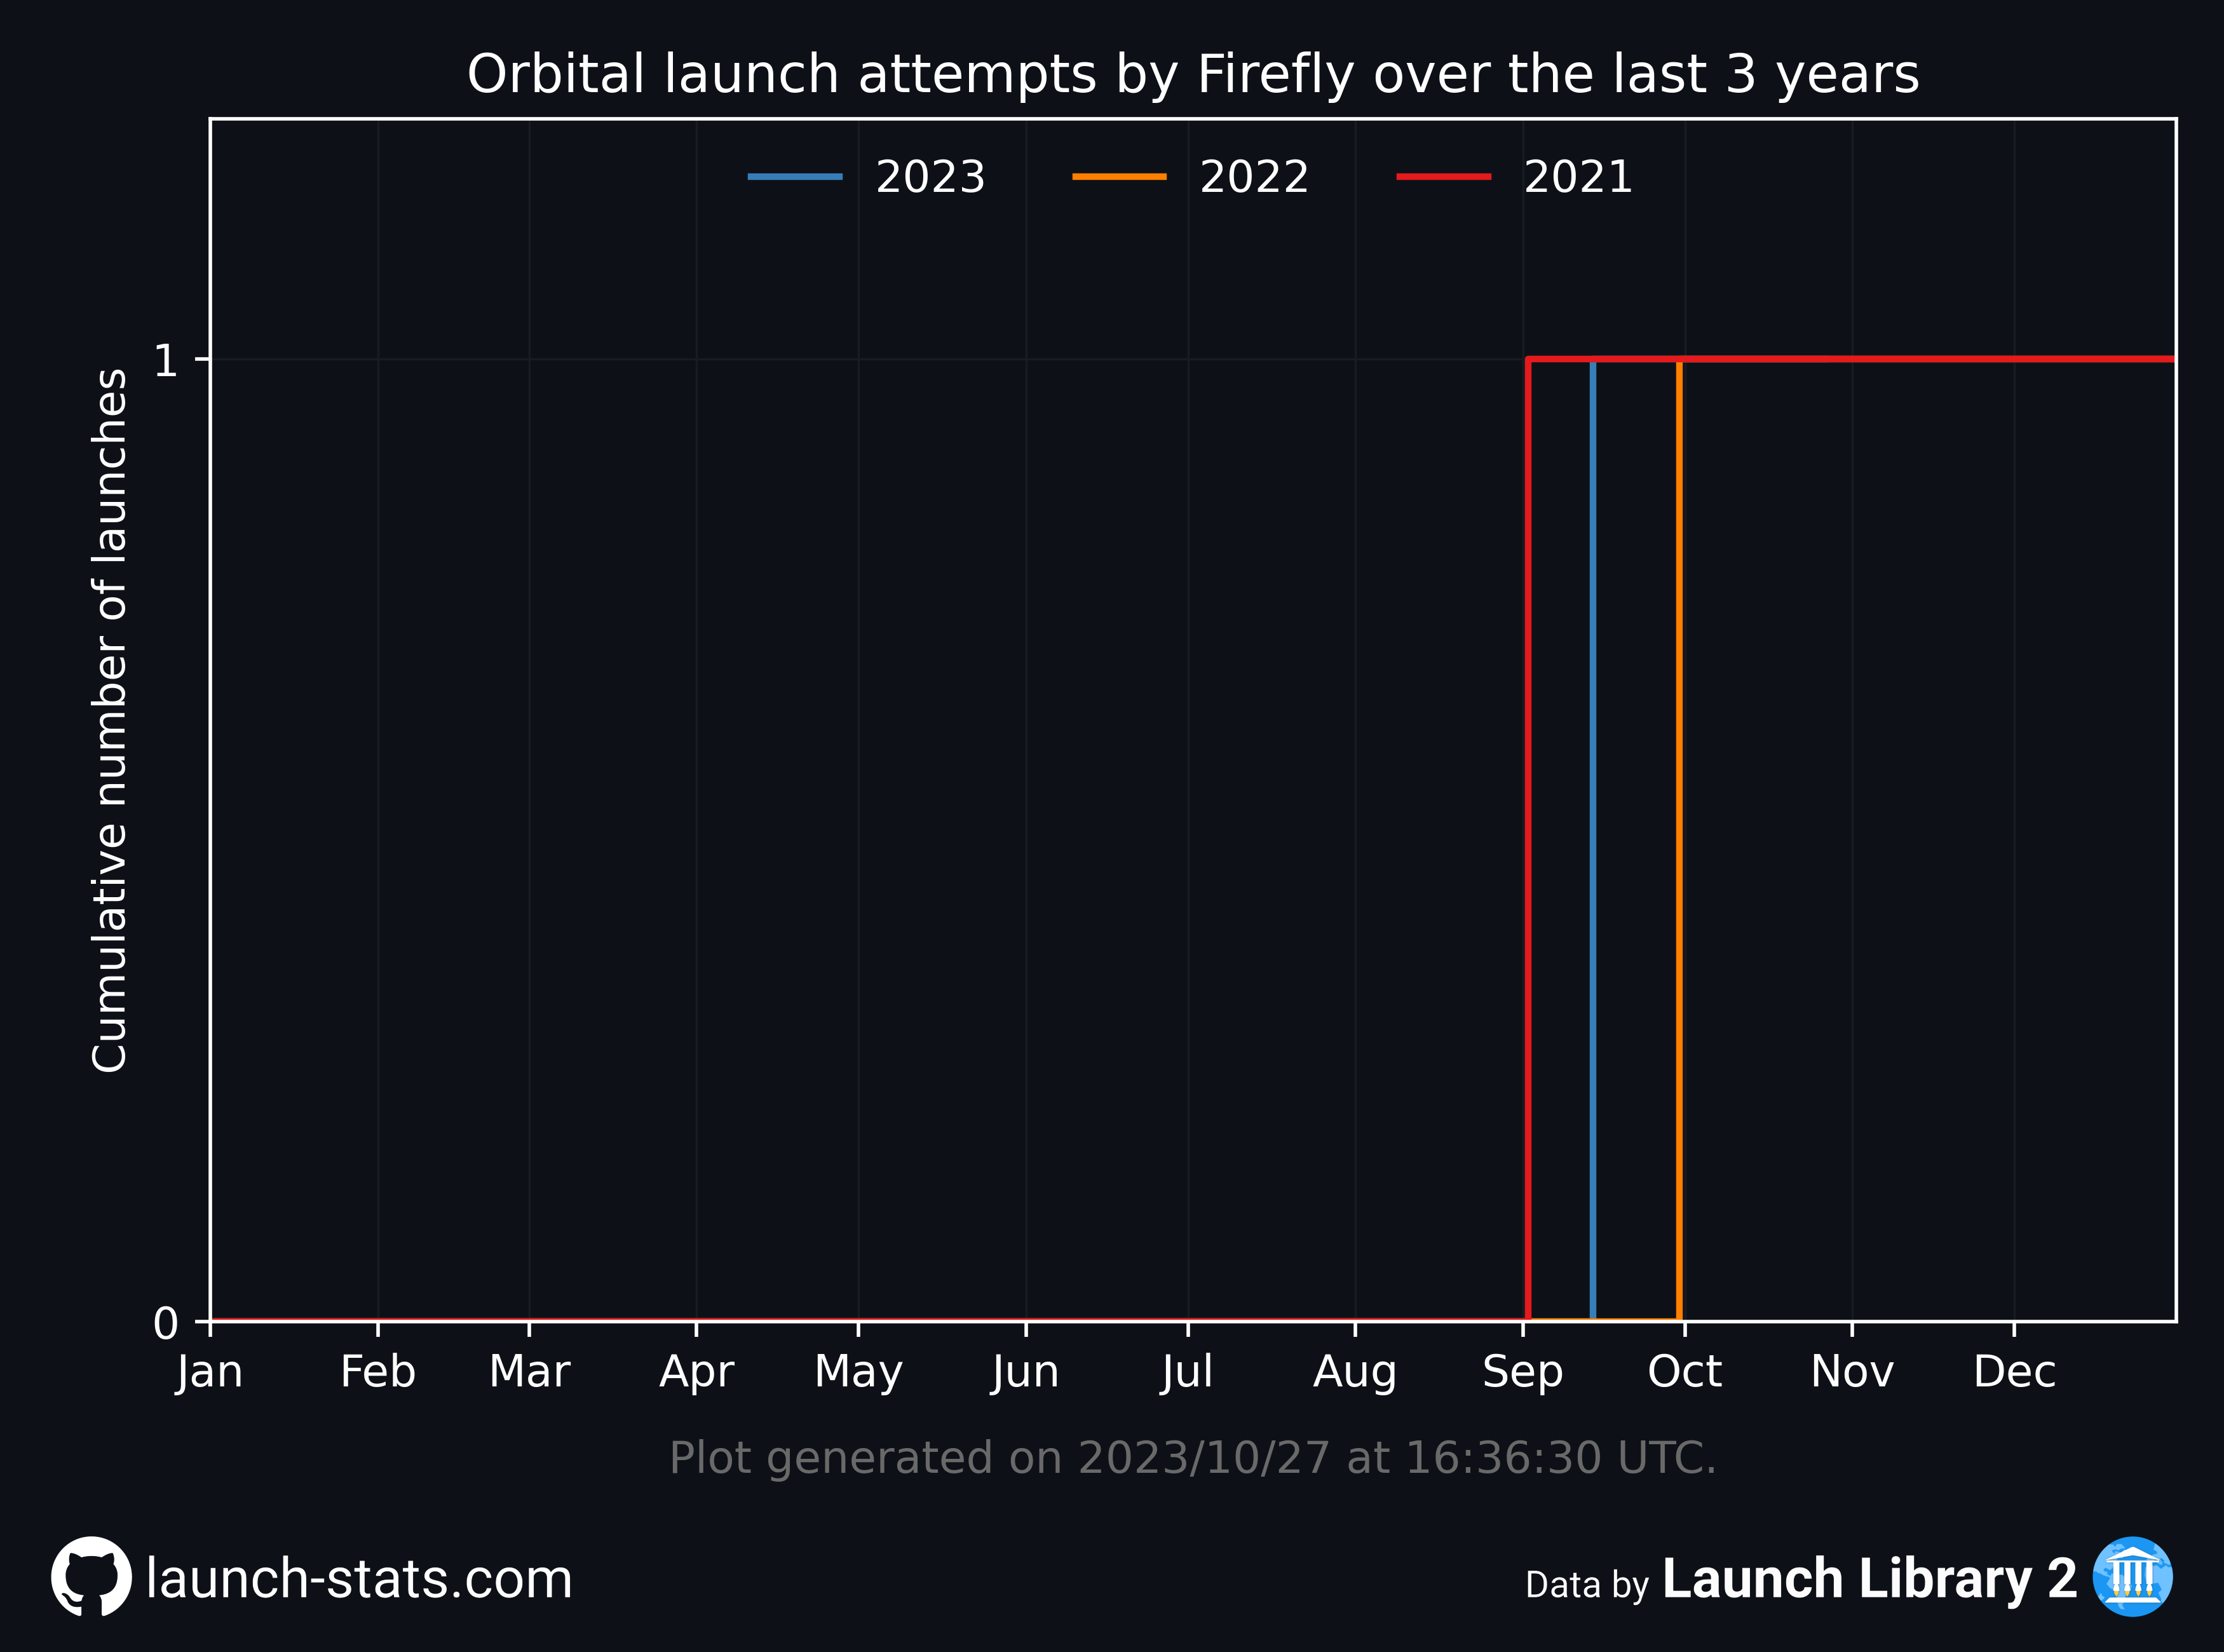 Orbital launch attempts by Firefly over the last 3 years
2023 2022 2021
Cumulative number of launches
1
0
Jan Feb Mar Apr May Jun Jul Aug Sep Oct Nov Dec
Plot generated on 2023/10/27 at 16:36:30 UTC.
launch-stats.com
Data by Launch Library 2